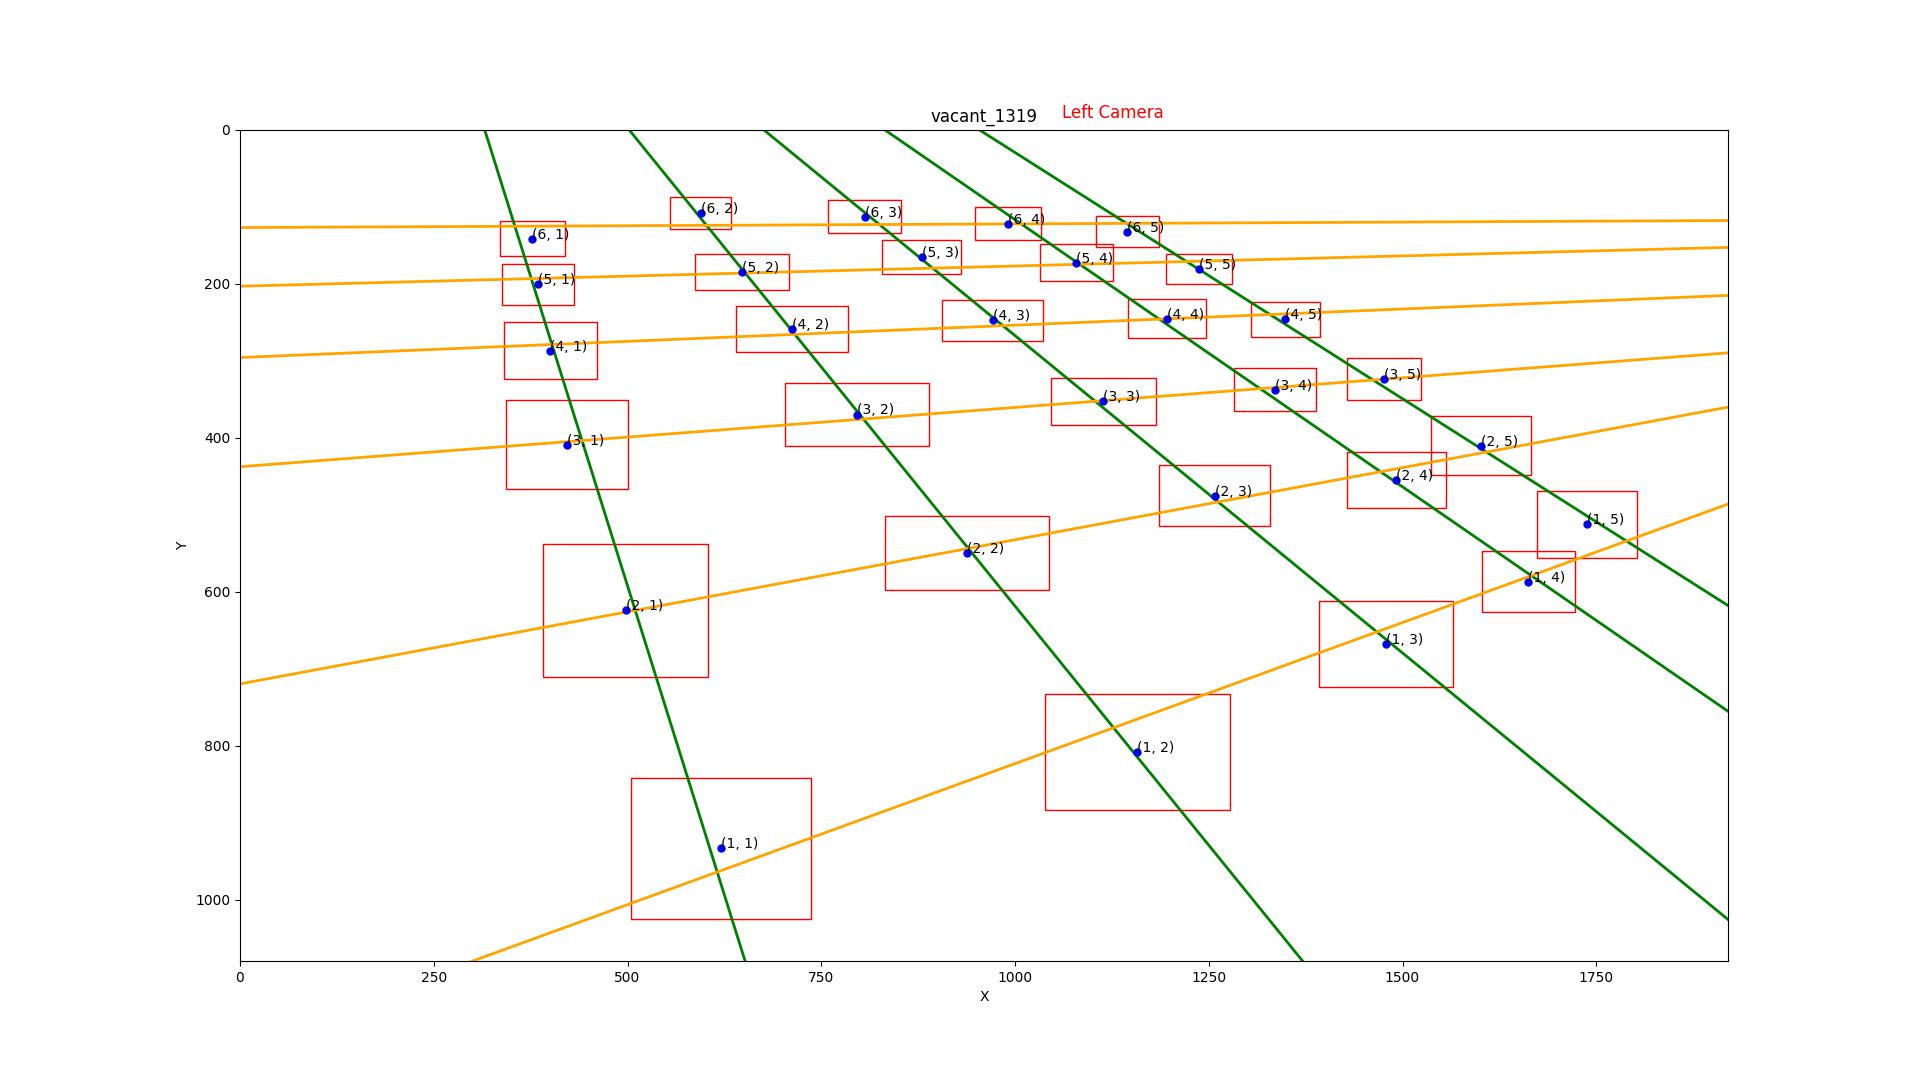 vacant_1319 Left Camera
0
(6, 1) (6, 2) (6, 3) (6, 4) (6, 5)
200
(5, 1) (5, 2) (5, 3) (5, 4) (5, 5)
(4, 1) (4, 2) (4, 3) (4, 4) (4, 5)
400
(3, 1) (3, 2) (3, 3) (3, 4) (3, 5)
Y
600
(2, 1) (2, 2) (2, 3) (2, 4) (2, 5)
800
(1, 1) (1, 2) (1, 3) (1, 4) (1, 5)
1000
0 250 500 750 1000 1250 1500 1750
X